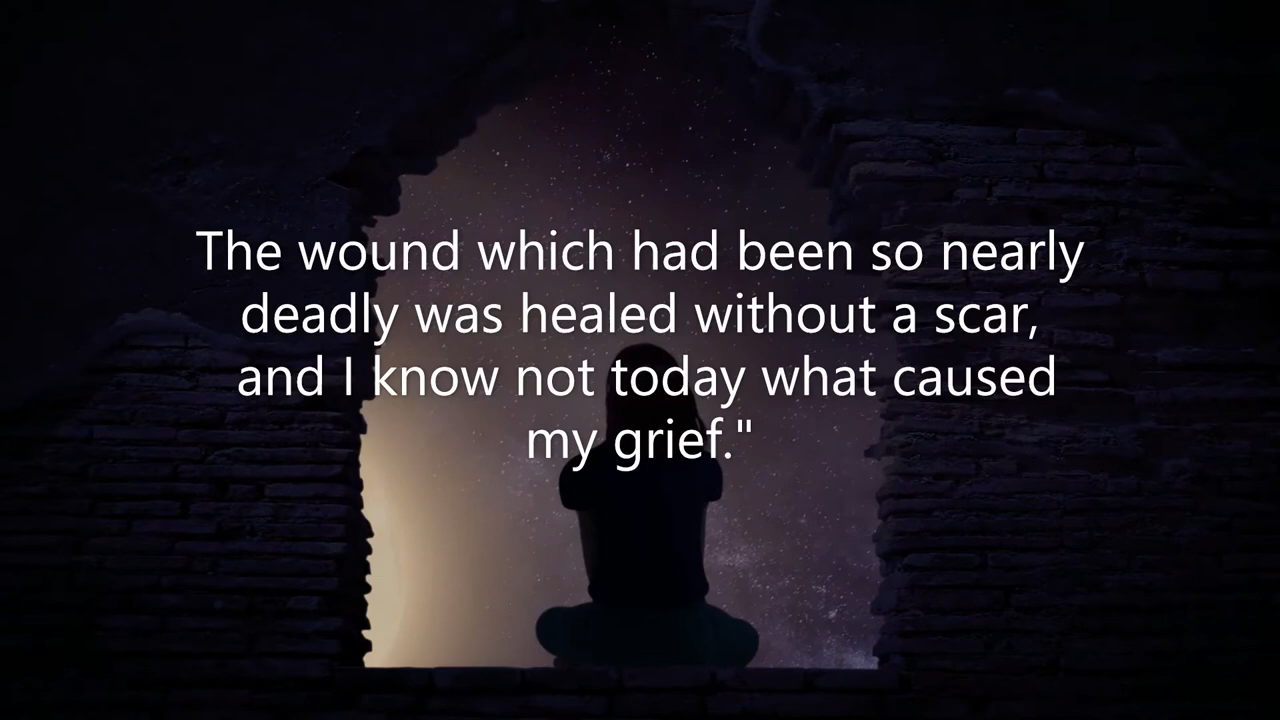 The wound which had been so nearly
deadly was healed without a scar,
and I know not today what caused
my grief."